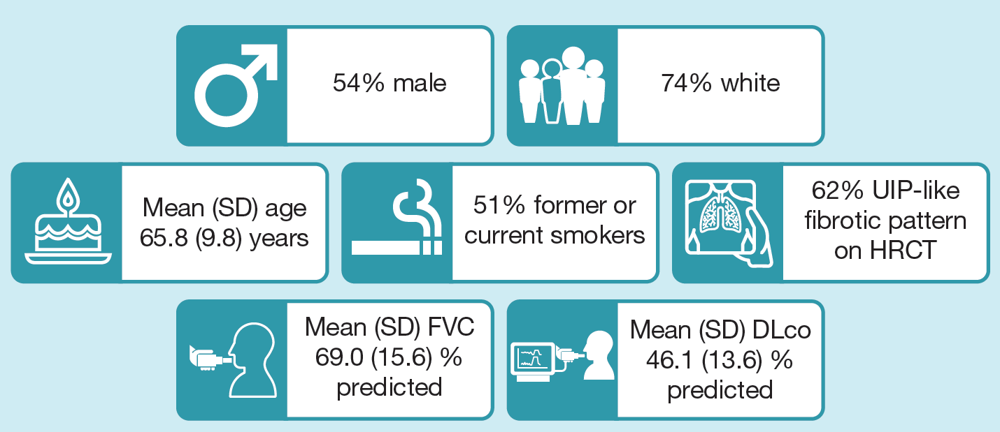 54% male
74% white
Mean (SD) age
65.8 (9.8) years
51% former or
current smokers
62% UIP-like
fibrotic pattern
on HRCT
Mean (SD) FVC
69.0 (15.6) %
predicted
Mean (SD) DLco
46.1 (13.6) %
predicted